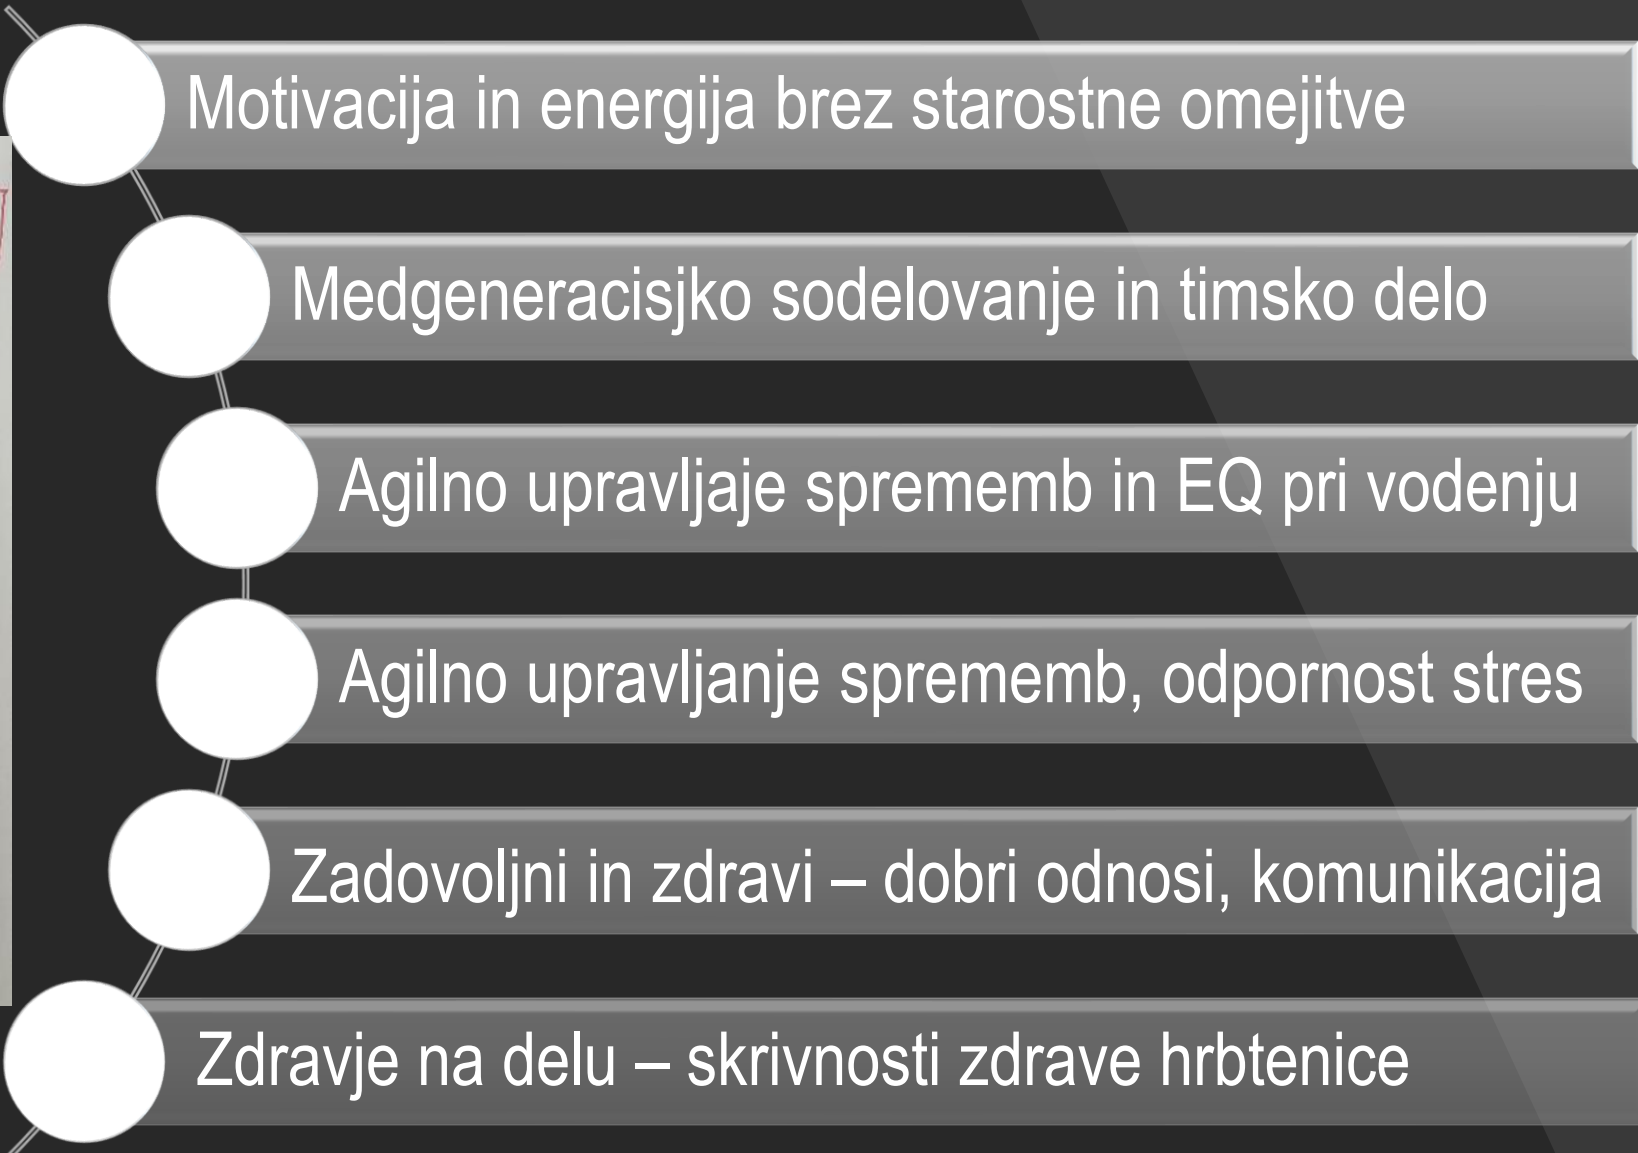 Motivacija in energija brez starostne omejitve
Medgeneracisjko sodelovanje in timsko delo
Agilno upravljaje sprememb in EQ pri vodenju
Agilno upravljanje sprememb, odpornost stres
Zadovoljni in zdravi – dobri odnosi, komunikacija
Zdravje na delu – skrivnosti zdrave hrbtenice